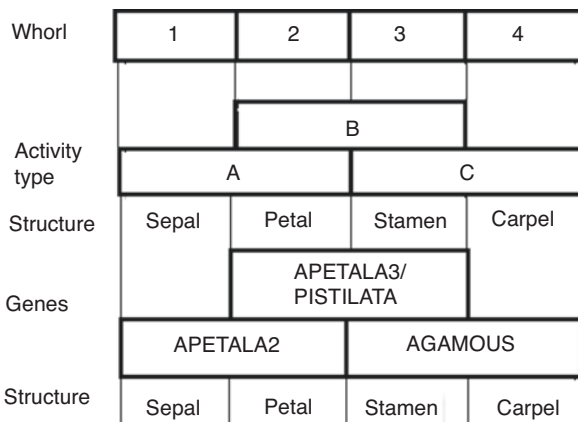 Whorl 1 2 3 4
B
Activity
type
A C
Structure Sepal Petal Stamen Carpel
APETALA3/
PISTILATA
Genes
APETALA2 AGAMOUS
Structure Sepal Petal Stamen Carpel